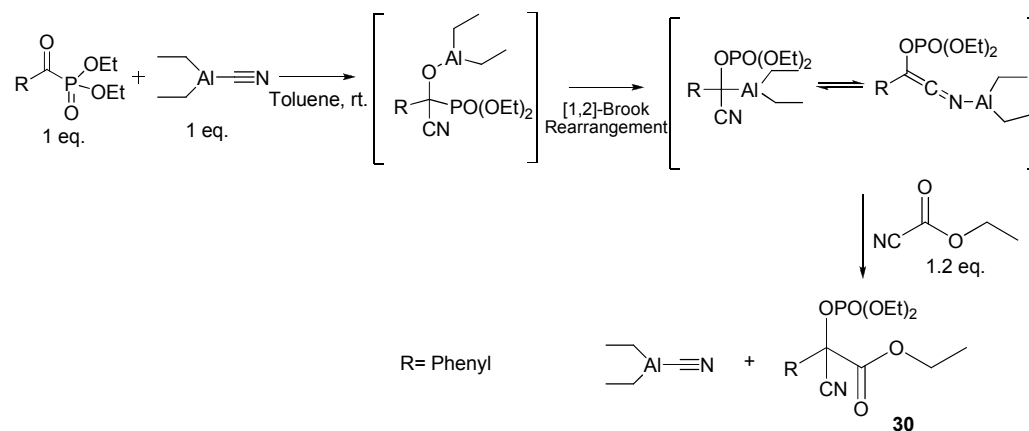 O
R
P
OEt
OEt
O
1 eq.
+
Al
N
1 eq.
Toluene, rt.
Al
O
R
PO(OEt)2
CN
[1,2]-Brook
Rearrangement
OPO(OEt)2
R
Al
CN
OPO(OEt)2
R
C
N
Al
O
NC
O
1.2 eq.
R= Phenyl
Al
N
+
OPO(OEt)2
R
O
CN
O
30